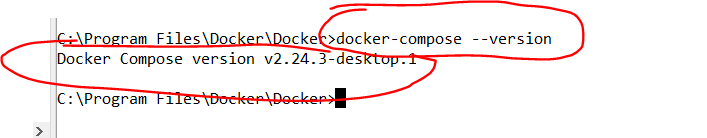 C:\Program Files\Docker\Docker>docker-compose --version
Docker Compose version v2.24.3-desktop.1
C:\Program Files\Docker\Docker>